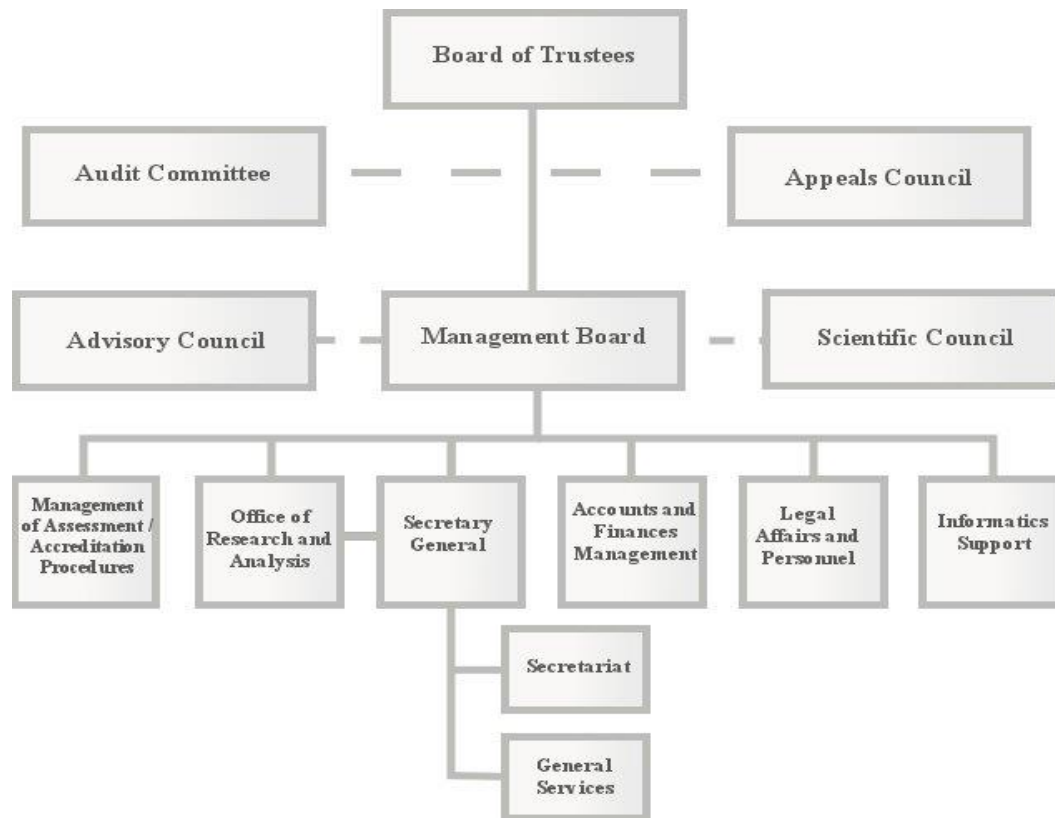 Board of Trustees
Audit Committee
Appeals Council
Advisory Council
Management Board
Scientific Council
Management
of Assessment /
Accreditation
Procedures
Office of
Research and
Analysis
Secretary
General
Accounts and
Finances
Management
Legal
Affairs and
Personnel
Informatics
Support
Secretariat
General
Services